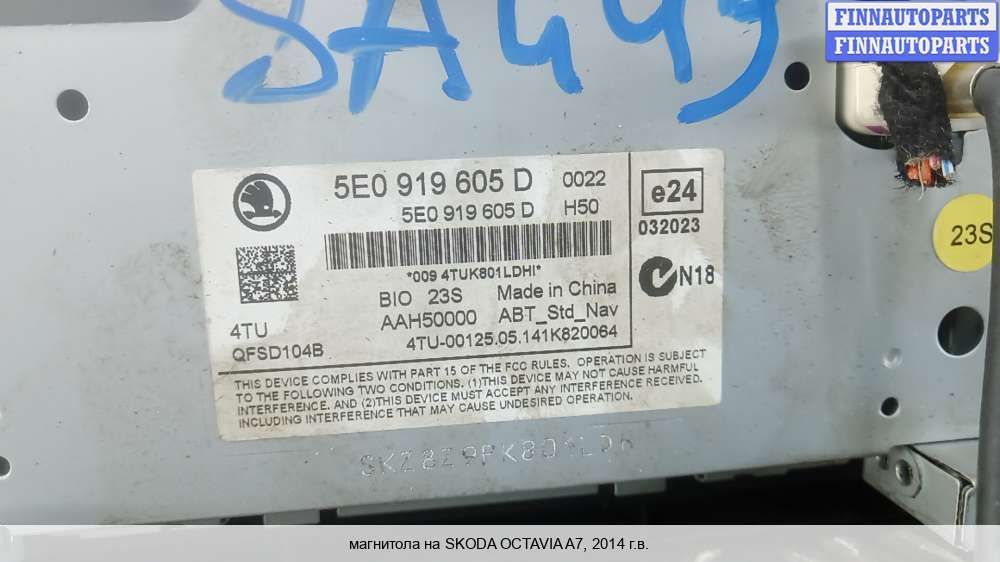 SA443
FINNAUTOPARTS
FINNAUTOPARTS
5E0 919 605 D 0022
5E0 919 605 D H50
e24
032023
*009 4TUK801LDHI*
N18
BIO 23S Made in China
4TU AAH50000 ABT_Std_Nav
QFSD104B 4TU-00125.05.141K820064
THIS DEVICE COMPLIES WITH PART 15 OF THE FCC RULES. OPERATION IS SUBJECT
TO THE FOLLOWING TWO CONDITIONS. (1)THIS DEVICE MAY NOT CAUSE HARMFUL
INTERFERENCE. AND (2)THIS DEVICE MUST ACCEPT ANY INTERFERENCE RECEIVED.
INCLUDING INTERFERENCE THAT MAY CAUSE UNDESIRED OPERATION.
23S
магнитола на SKODA OCTAVIA A7, 2014 г.в.